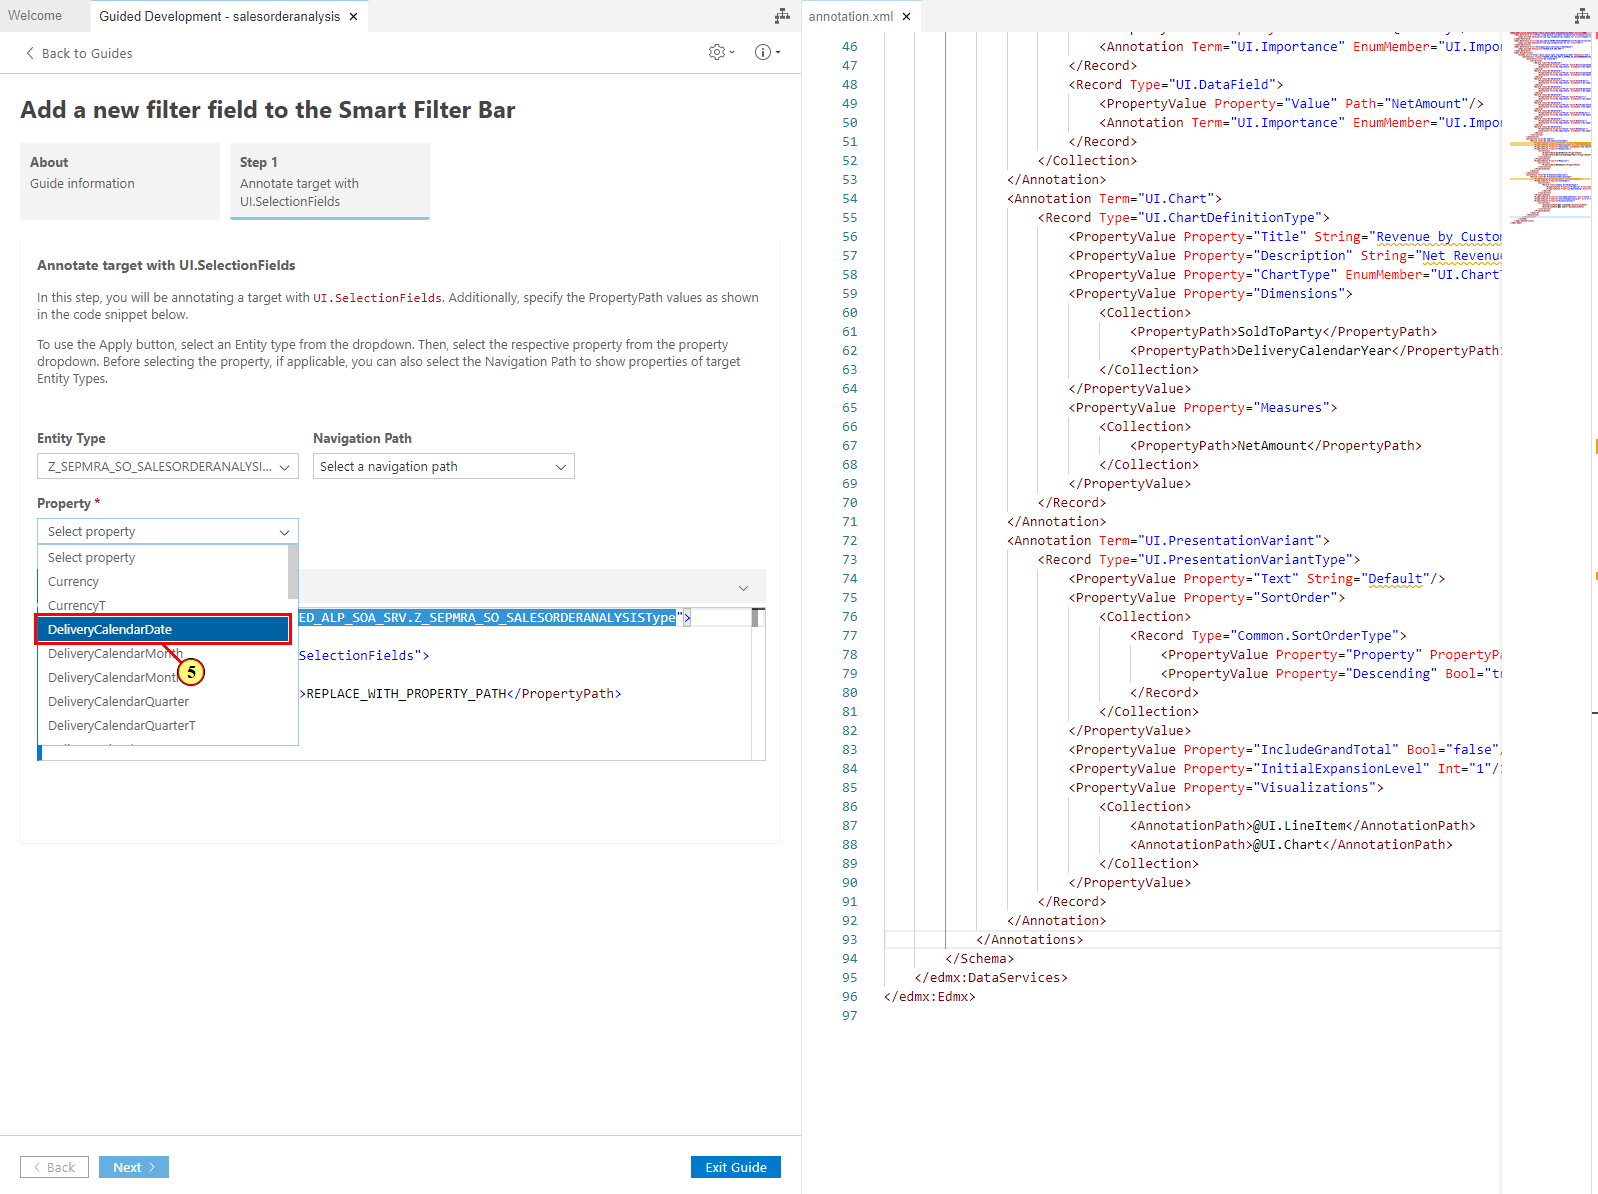 Welcome
Guided Development - salesorderanalysis
Back to Guides
Add a new filter field to the Smart Filter Bar
About
Guide information
Step 1
Annotate target with
UI.SelectionFields
Annotate target with UI.SelectionFields
In this step, you will be annotating a target with UI.SelectionFields. Additionally, specify the PropertyPath values as shown
in the code snippet below.
To use the Apply button, select an Entity type from the dropdown. Then, select the respective property from the property
dropdown. Before selecting the property, if applicable, you can also select the Navigation Path to show properties of target
Entity Types.
Entity Type
Navigation Path
Z_SEPMRA_SO_SALESORDERANALYSI...
Select a navigation path
Property *
Select property
Select property
Currency
CurrencyT
DeliveryCalendarDate
DeliveryCalendarMonth
DeliveryCalendarMont
DeliveryCalendarQuarter
DeliveryCalendarQuarterT
5
ED_ALP_SOA_SRV.Z_SEPMRA_SO_SALESORDERANALYSISType">
SelectionFields">
>REPLACE_WITH_PROPERTY_PATH</PropertyPath>
Back
Next
Exit Guide
annotation.xml
46 <Annotation Term="UI.Importance" EnumMember="UI.Impor
47 </Record>
48 <Record Type="UI.DataField">
49 <PropertyValue Property="Value" Path="NetAmount"/>
50 <Annotation Term="UI.Importance" EnumMember="UI.Impor
51 </Record>
52 </Collection>
53 </Annotation>
54 <Annotation Term="UI.Chart">
55 <Record Type="UI.ChartDefinitionType">
56 <PropertyValue Property="Title" String="Revenue by Custom
57 <PropertyValue Property="Description" String="Net Revenue
58 <PropertyValue Property="ChartType" EnumMember="UI.ChartT
59 <PropertyValue Property="Dimensions">
60 <Collection>
61 <PropertyPath>SoldToParty</PropertyPath>
62 <PropertyPath>DeliveryCalendarYear</PropertyPath>
63 </Collection>
64 </PropertyValue>
65 <PropertyValue Property="Measures">
66 <Collection>
67 <PropertyPath>NetAmount</PropertyPath>
68 </Collection>
69 </PropertyValue>
70 </Record>
71 </Annotation>
72 <Annotation Term="UI.PresentationVariant">
73 <Record Type="UI.PresentationVariantType">
74 <PropertyValue Property="Text" String="Default"/>
75 <PropertyValue Property="SortOrder">
76 <Collection>
77 <Record Type="Common.SortOrderType">
78 <PropertyValue Property="Property" PropertyPa
79 <PropertyValue Property="Descending" Bool="tr
80 </Record>
81 </Collection>
82 </PropertyValue>
83 <PropertyValue Property="IncludeGrandTotal" Bool="false"/
84 <PropertyValue Property="InitialExpansionLevel" Int="1"/>
85 <PropertyValue Property="Visualizations">
86 <Collection>
87 <AnnotationPath>@UI.LineItem</AnnotationPath>
88 <AnnotationPath>@UI.Chart</AnnotationPath>
89 </Collection>
90 </PropertyValue>
91 </Record>
92 </Annotation>
93 </Annotations>
94 </Schema>
95 </edmx:DataServices>
96 </edmx:Edmx>
97